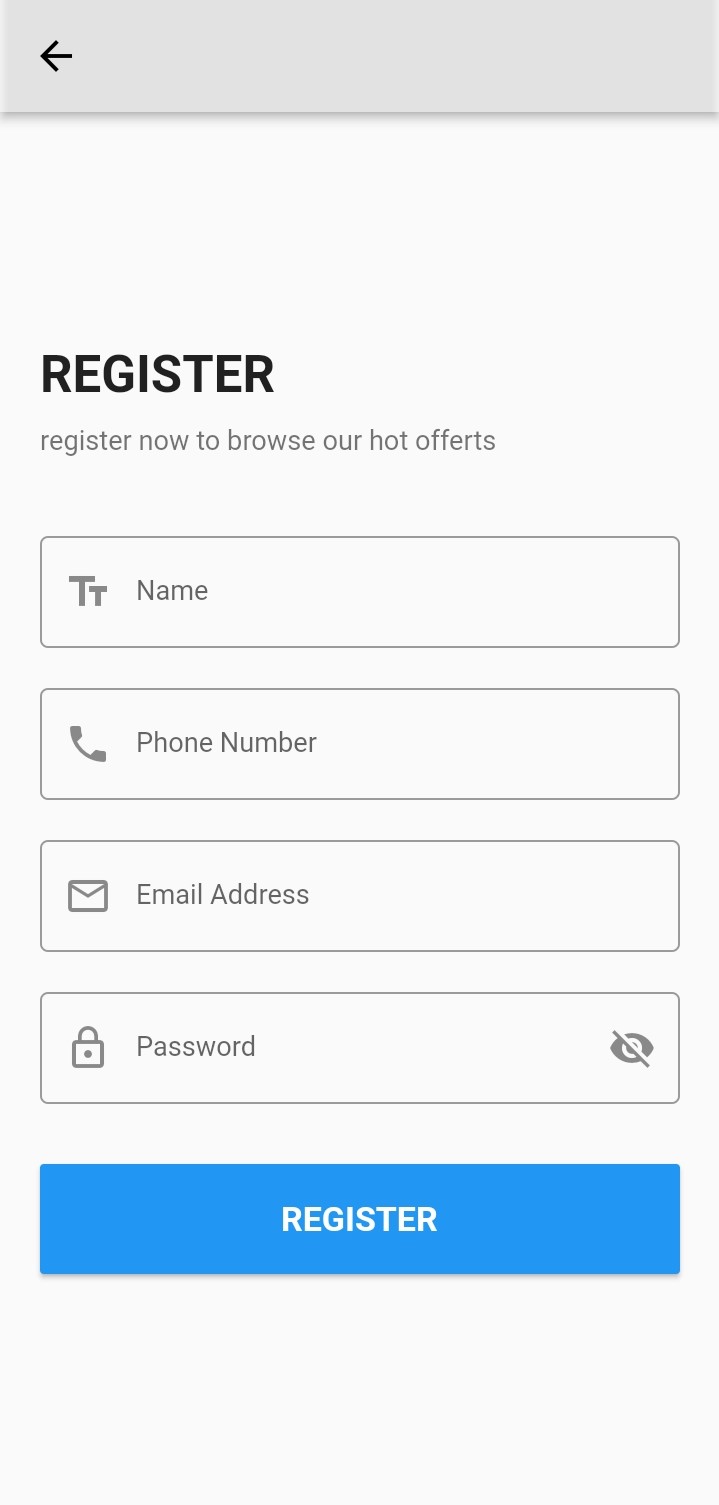 REGISTER
register now to browse our hot offerts
Name
Phone Number
Email Address
Password
REGISTER